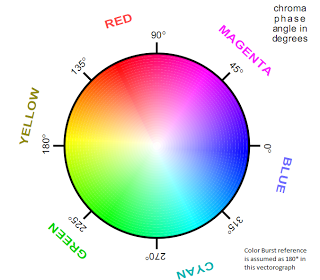 chroma
phase
angle in
degrees
RED
MAGENTA
90°
135°
45°
YELLOW
180°
0°
BLUE
225°
315°
GREEN
270°
CYAN
Color Burst reference
is assumed as 180° in
this vectorograph